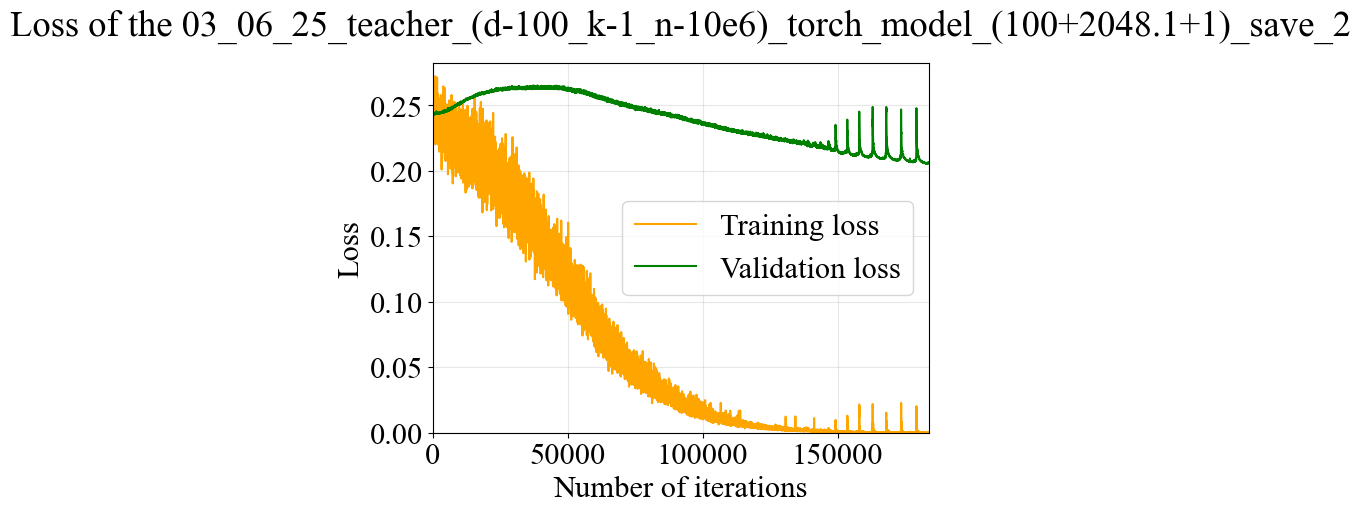 Loss of the 03_06_25_teacher_(d-100_k-1_n-10e6)_torch_model_(100+2048.1+1)_save_2
0.25
0.20
0.15
0.10
0.05
0.00
Loss
Training loss
Validation loss
0 50000 100000 150000
Number of iterations